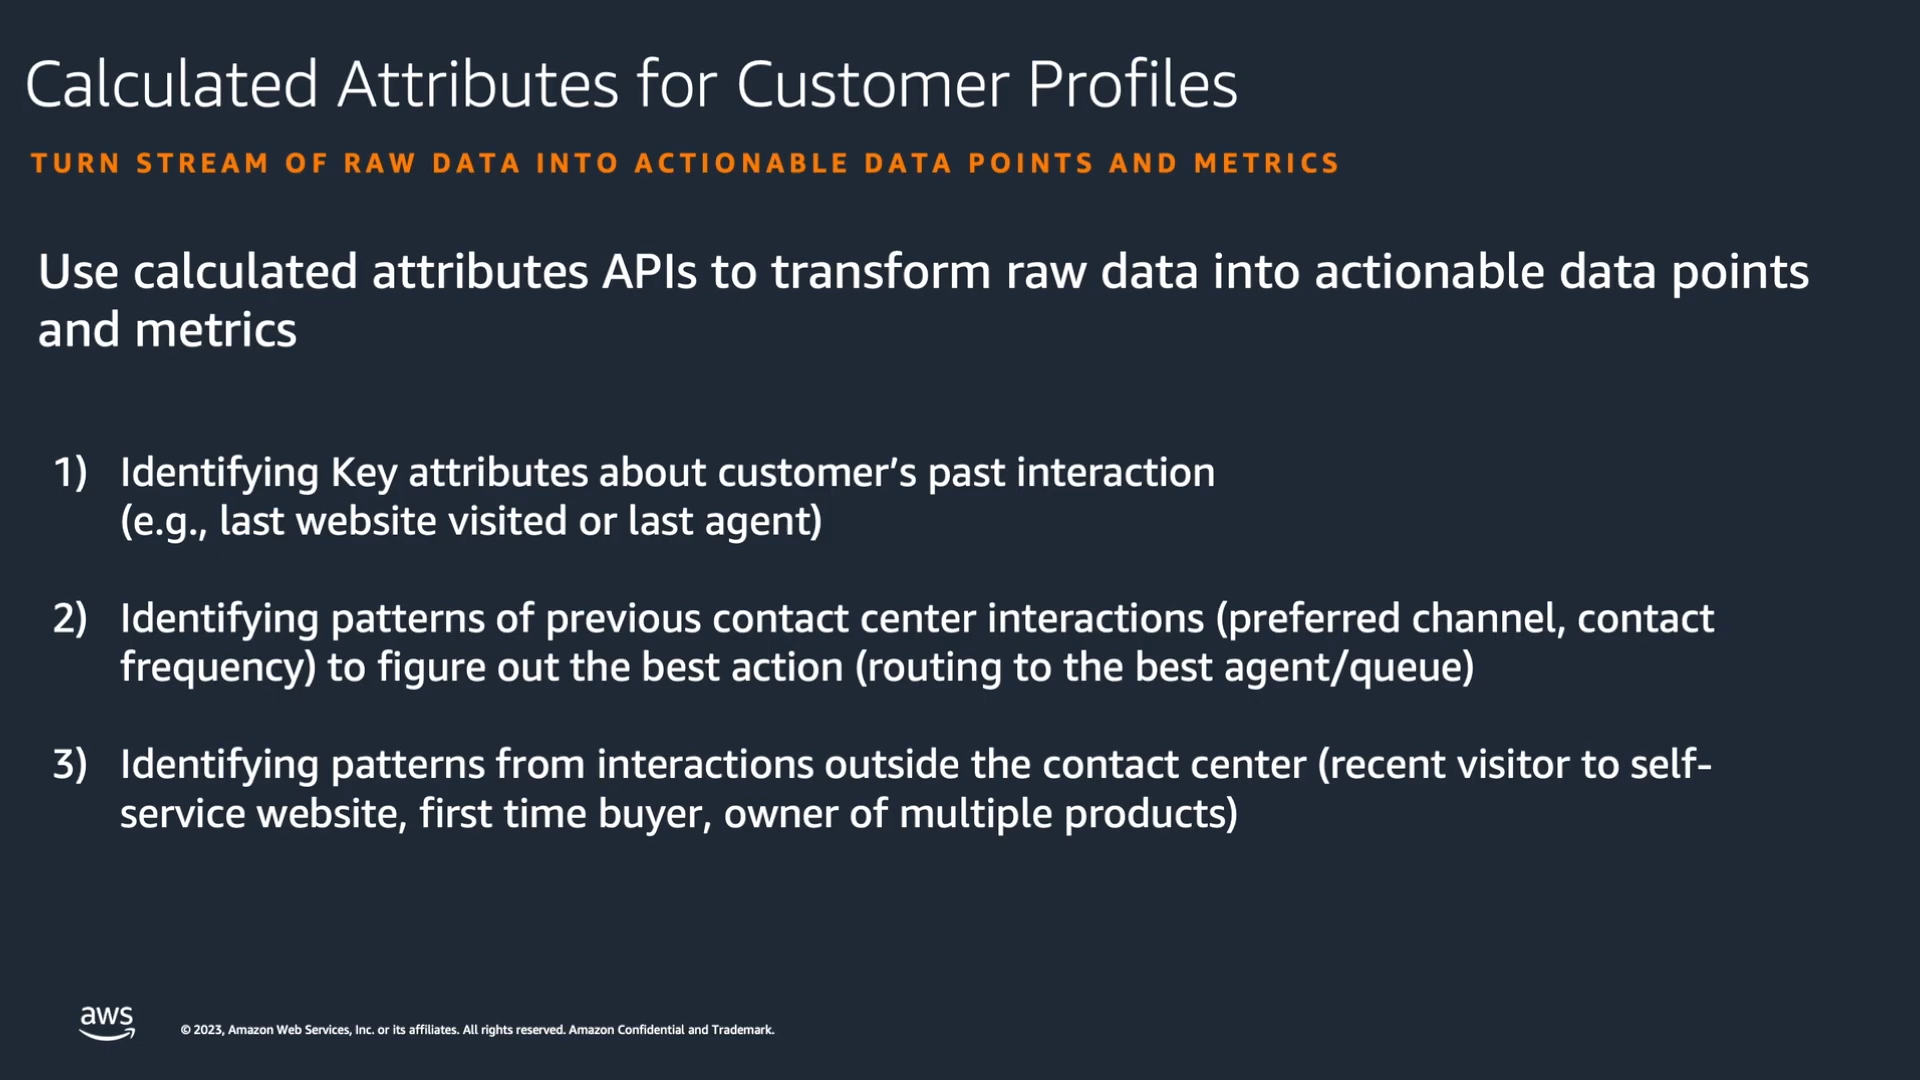 Calculated Attributes for Customer Profiles
TURN STREAM OF RAW DATA INTO ACTIONABLE DATA POINTS AND METRICS
Use calculated attributes APIs to transform raw data into actionable data points
and metrics
1) Identifying Key attributes about customer’s past interaction
(e.g., last website visited or last agent)
2) Identifying patterns of previous contact center interactions (preferred channel, contact
frequency) to figure out the best action (routing to the best agent/queue)
3) Identifying patterns from interactions outside the contact center (recent visitor to self-
service website, first time buyer, owner of multiple products)
aws
© 2023, Amazon Web Services, Inc. or its affiliates. All rights reserved. Amazon Confidential and Trademark.